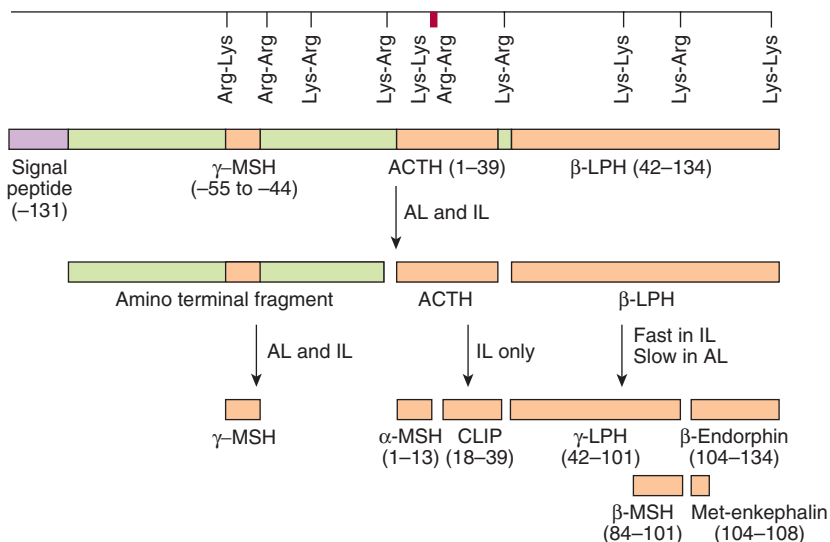 Arg-Lys
Arg-Arg
Lys-Arg
Lys-Arg
Lys-Lys
Arg-Arg
Lys-Arg
Lys-Lys
Lys-Arg
Lys-Lys
Signal
peptide
(–131)
γ–MSH
(–55 to –44)
ACTH (1–39)
β-LPH (42–134)
AL and IL
Amino terminal fragment
ACTH
β-LPH
AL and IL
IL only
Fast in IL
Slow in AL
γ–MSH
α-MSH
(1–13)
CLIP
(18–39)
γ-LPH
(42–101)
β-Endorphin
(104–134)
β-MSH
(84–101)
Met-enkephalin
(104–108)